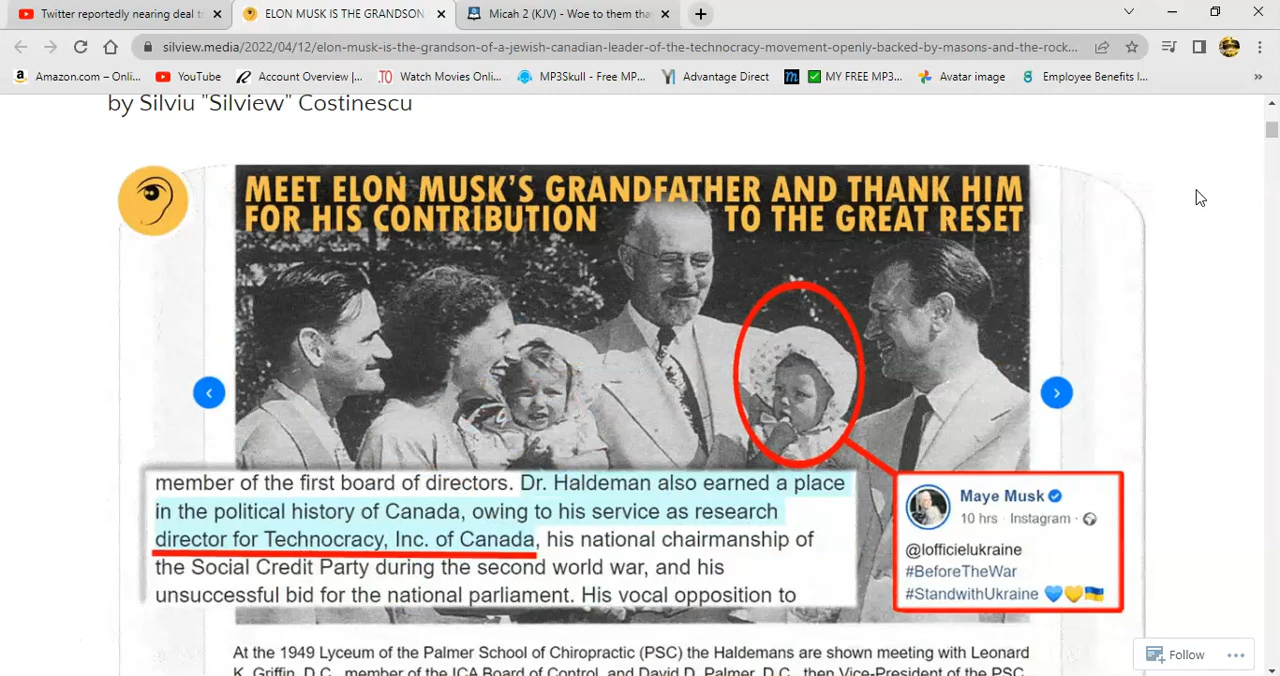 Twitter reportedly nearing deal t
ELON MUSK IS THE GRANDSON
Micah 2 (KJV) - Woe to them tha
silview.media/2022/04/12/elon-musk-is-the-grandson-of-a-jewish-canadian-leader-of-the-technocracy-movement-openly-backed-by-masons-and-the-rock...
Amazon.com – Onli...
YouTube
Account Overview |...
Watch Movies Onli...
MP3Skull - Free MP...
Advantage Direct
MY FREE MP3...
Avatar image
Employee Benefits I...
by Silviu "Silview" Costinescu
MEET ELON MUSK'S GRANDFATHER AND THANK HIM
FOR HIS CONTRIBUTION TO THE GREAT RESET
member of the first board of directors. Dr. Haldeman also earned a place
in the political history of Canada, owing to his service as research
director for Technocracy, Inc. of Canada, his national chairmanship of
the Social Credit Party during the second world war, and his
unsuccessful bid for the national parliament. His vocal opposition to
Maye Musk
10 hrs · Instagram ·
@lofficielukraine
#BeforeTheWar
#StandwithUkraine 💙💛🇺🇦
At the 1949 Lyceum of the Palmer School of Chiropractic (PSC) the Haldemans are shown meeting with Leonard
K. Griffin, D.C., member of the ICA Board of Control, and David D. Palmer, D.C., then Vice-President of the PSC.
Follow